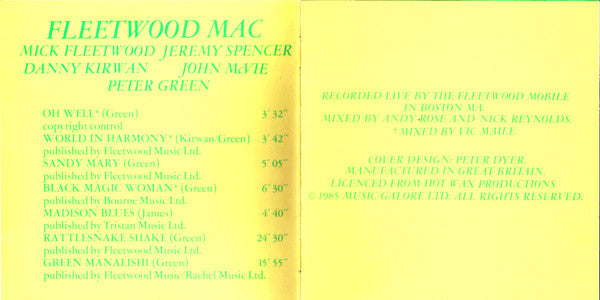 FLEETWOOD MAC
MICK FLEETWOOD JEREMY SPENCER
DANNY KIRWAN JOHN McVIE
PETER GREEN
OH WELL* (Green) 3' 32"
copyright control
WORLD IN HARMONY* (Kirwan/Green) 3' 42"
published by Fleetwood Music Ltd.
SANDY MARY (Green) 5' 05"
published by Fleetwood Music Ltd.
BLACK MAGIC WOMAN* (Green) 6' 30"
published by Bourne Music Ltd.
MADISON BLUES (James) 4' 40"
published by Tristan Music Ltd.
RATTLESNAKE SHAKE (Green) 24' 30"
published by Fleetwood Music Ltd.
GREEN MANALISHI (Green) 15' 55"
published by Fleetwood Music/Rachel Music Ltd.
RECORDED LIVE BY THE FLEETWOOD MOBILE
IN BOSTON MA.
MIXED BY ANDY ROSE AND NICK REYNOLDS.
* MIXED BY VIC MAILE.
COVER DESIGN: PETER DYER.
MANUFACTURED IN GREAT BRITAIN
LICENCED FROM HOT WAX PRODUCTIONS
© 1985 MUSIC GALORE LTD. ALL RIGHTS RESERVED.